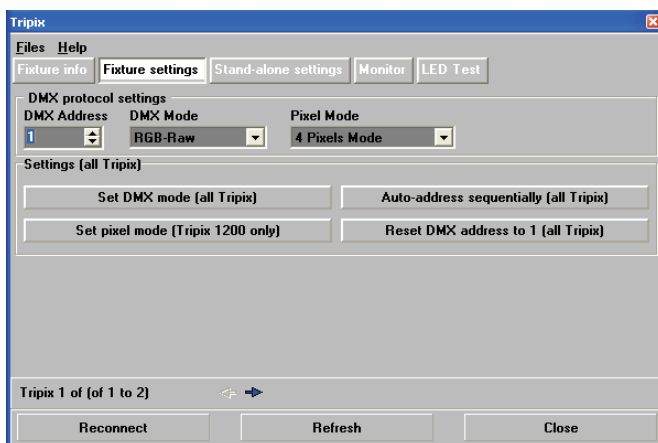 Tripix
Files Help
Fixture info Fixture settings Stand-alone settings Monitor LED Test
DMX protocol settings
DMX Address DMX Mode Pixel Mode
1 RGB-Raw 4 Pixels Mode
Settings (all Tripix)
Set DMX mode (all Tripix) Auto-address sequentially (all Tripix)
Set pixel mode (Tripix 1200 only) Reset DMX address to 1 (all Tripix)
Tripix 1 of (of 1 to 2)
Reconnect Refresh Close